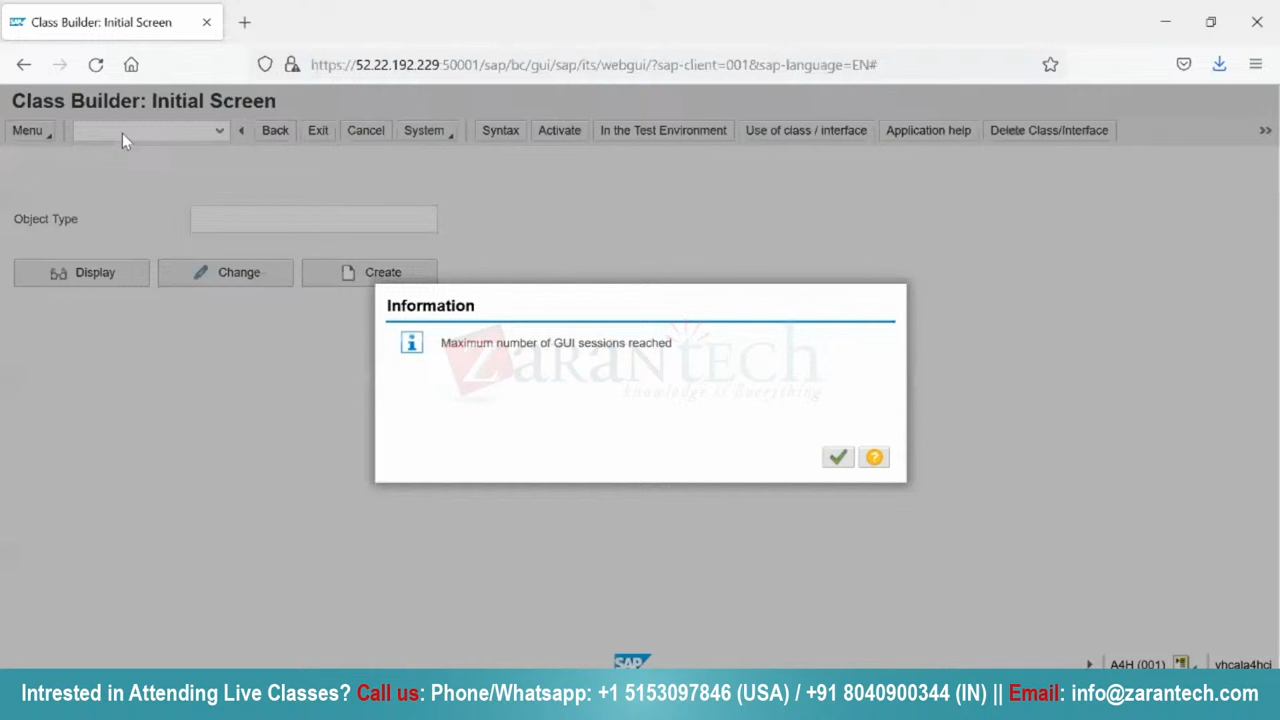 Class Builder: Initial Screen
https://52.22.192.229:50001/sap/bc/gui/sap/its/webgui/?sap-client=001&sap-language=EN#
Class Builder: Initial Screen
Menu Back Exit Cancel System Syntax Activate In the Test Environment Use of class / interface Application help Delete Class/Interface
Object Type
Display Change Create
Information
Maximum number of GUI sessions reached
ZaranTech
Knowledge is Everything
SAP
A4H (001) vhcala4hci
Intrested in Attending Live Classes? Call us: Phone/Whatsapp: +1 5153097846 (USA) / +91 8040900344 (IN) || Email: info@zarantech.com